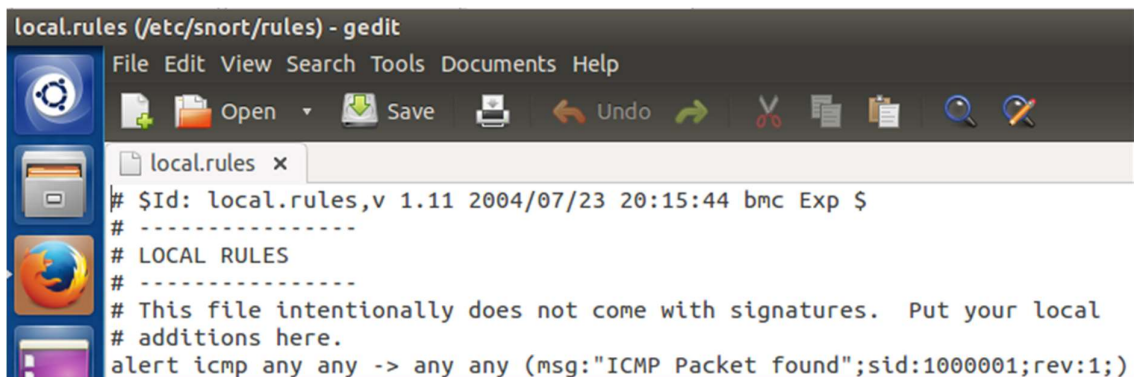 local.rules (/etc/snort/rules) - gedit
File Edit View Search Tools Documents Help
Open Save Undo
local.rules ×
# $Id: local.rules,v 1.11 2004/07/23 20:15:44 bmc Exp $
# ----------------
# LOCAL RULES
# ----------------
# This file intentionally does not come with signatures.  Put your local
# additions here.
alert icmp any any -> any any (msg:"ICMP Packet found";sid:1000001;rev:1;)